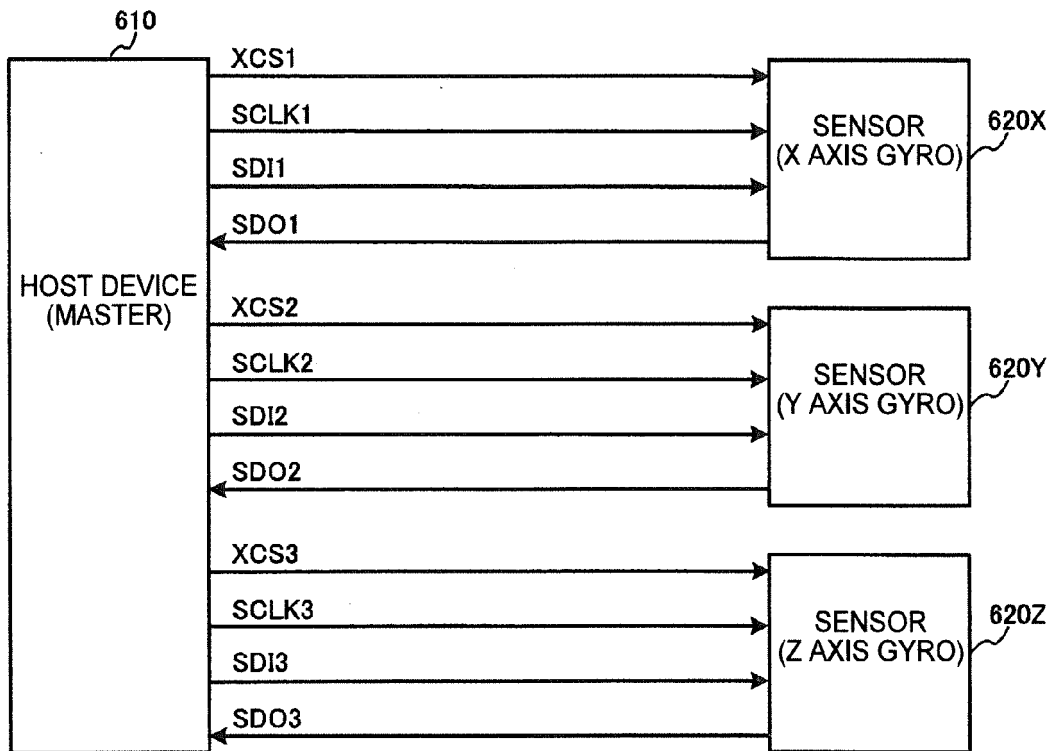 610
XCS1
SCLK1
SDI1
SDO1
SENSOR
(X AXIS GYRO)
620X
HOST DEVICE
(MASTER)
XCS2
SCLK2
SDI2
SDO2
SENSOR
(Y AXIS GYRO)
620Y
XCS3
SCLK3
SDI3
SDO3
SENSOR
(Z AXIS GYRO)
620Z